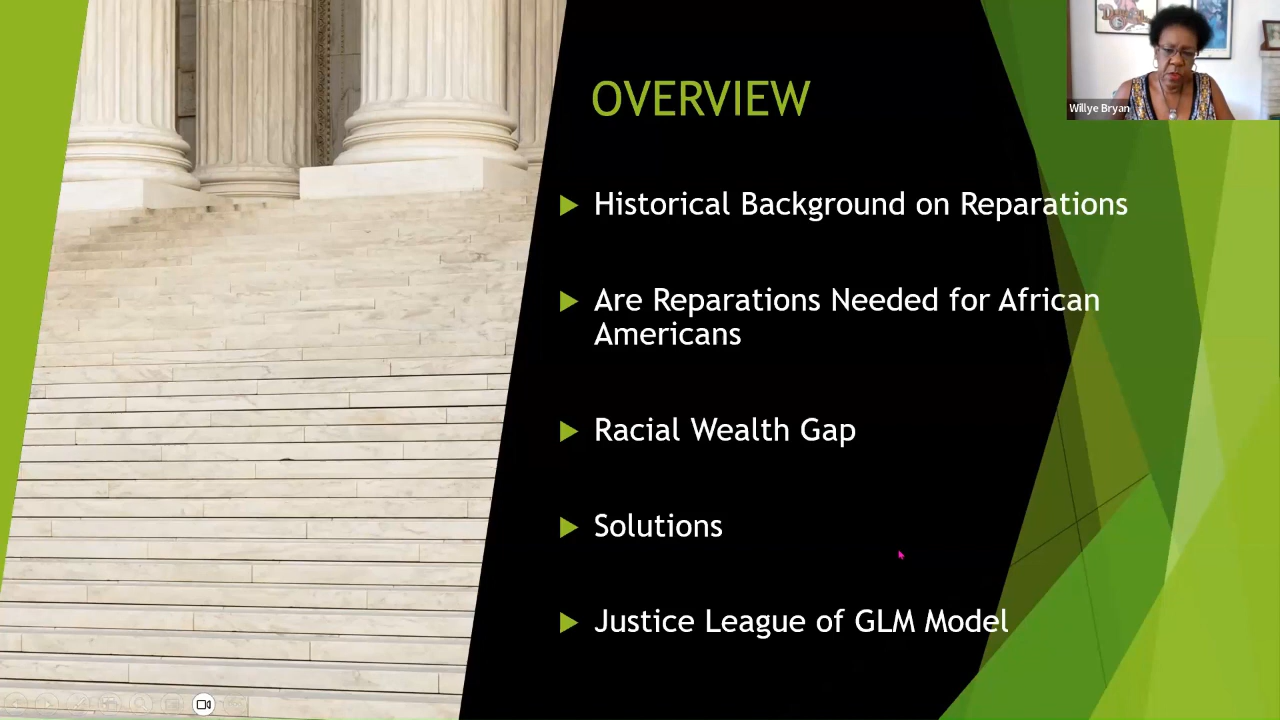 OVERVIEW
Willye Bryan
Historical Background on Reparations
Are Reparations Needed for African
Americans
Racial Wealth Gap
Solutions
Justice League of GLM Model